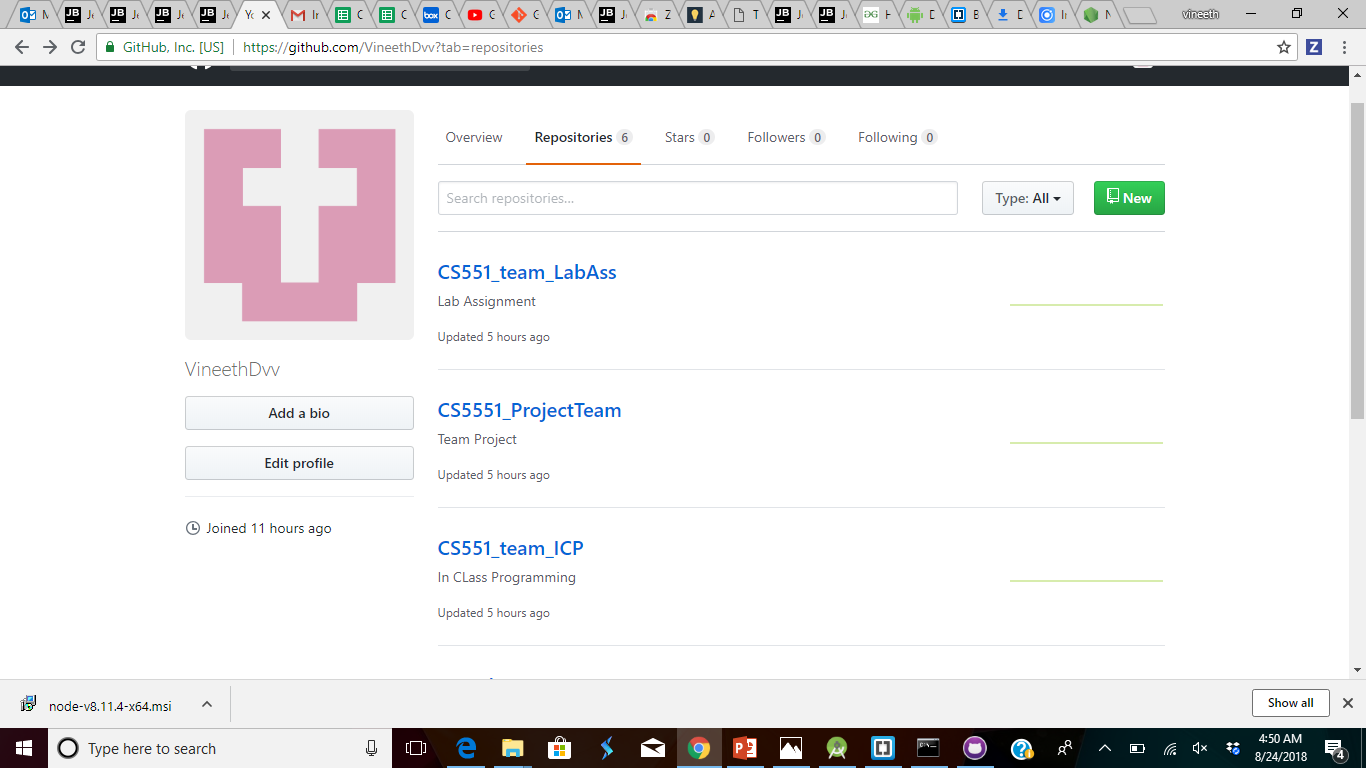 vineeth
GitHub, Inc. [US] https://github.com/VineethDvv?tab=repositories
Overview Repositories 6 Stars 0 Followers 0 Following 0
Search repositories... Type: All New
CS551_team_LabAss
Lab Assignment
Updated 5 hours ago
VineethDvv
Add a bio
Edit profile
Joined 11 hours ago
CS5551_ProjectTeam
Team Project
Updated 5 hours ago
CS551_team_ICP
In CLass Programming
Updated 5 hours ago
node-v8.11.4-x64.msi Show all
Type here to search
4:50 AM
8/24/2018
4